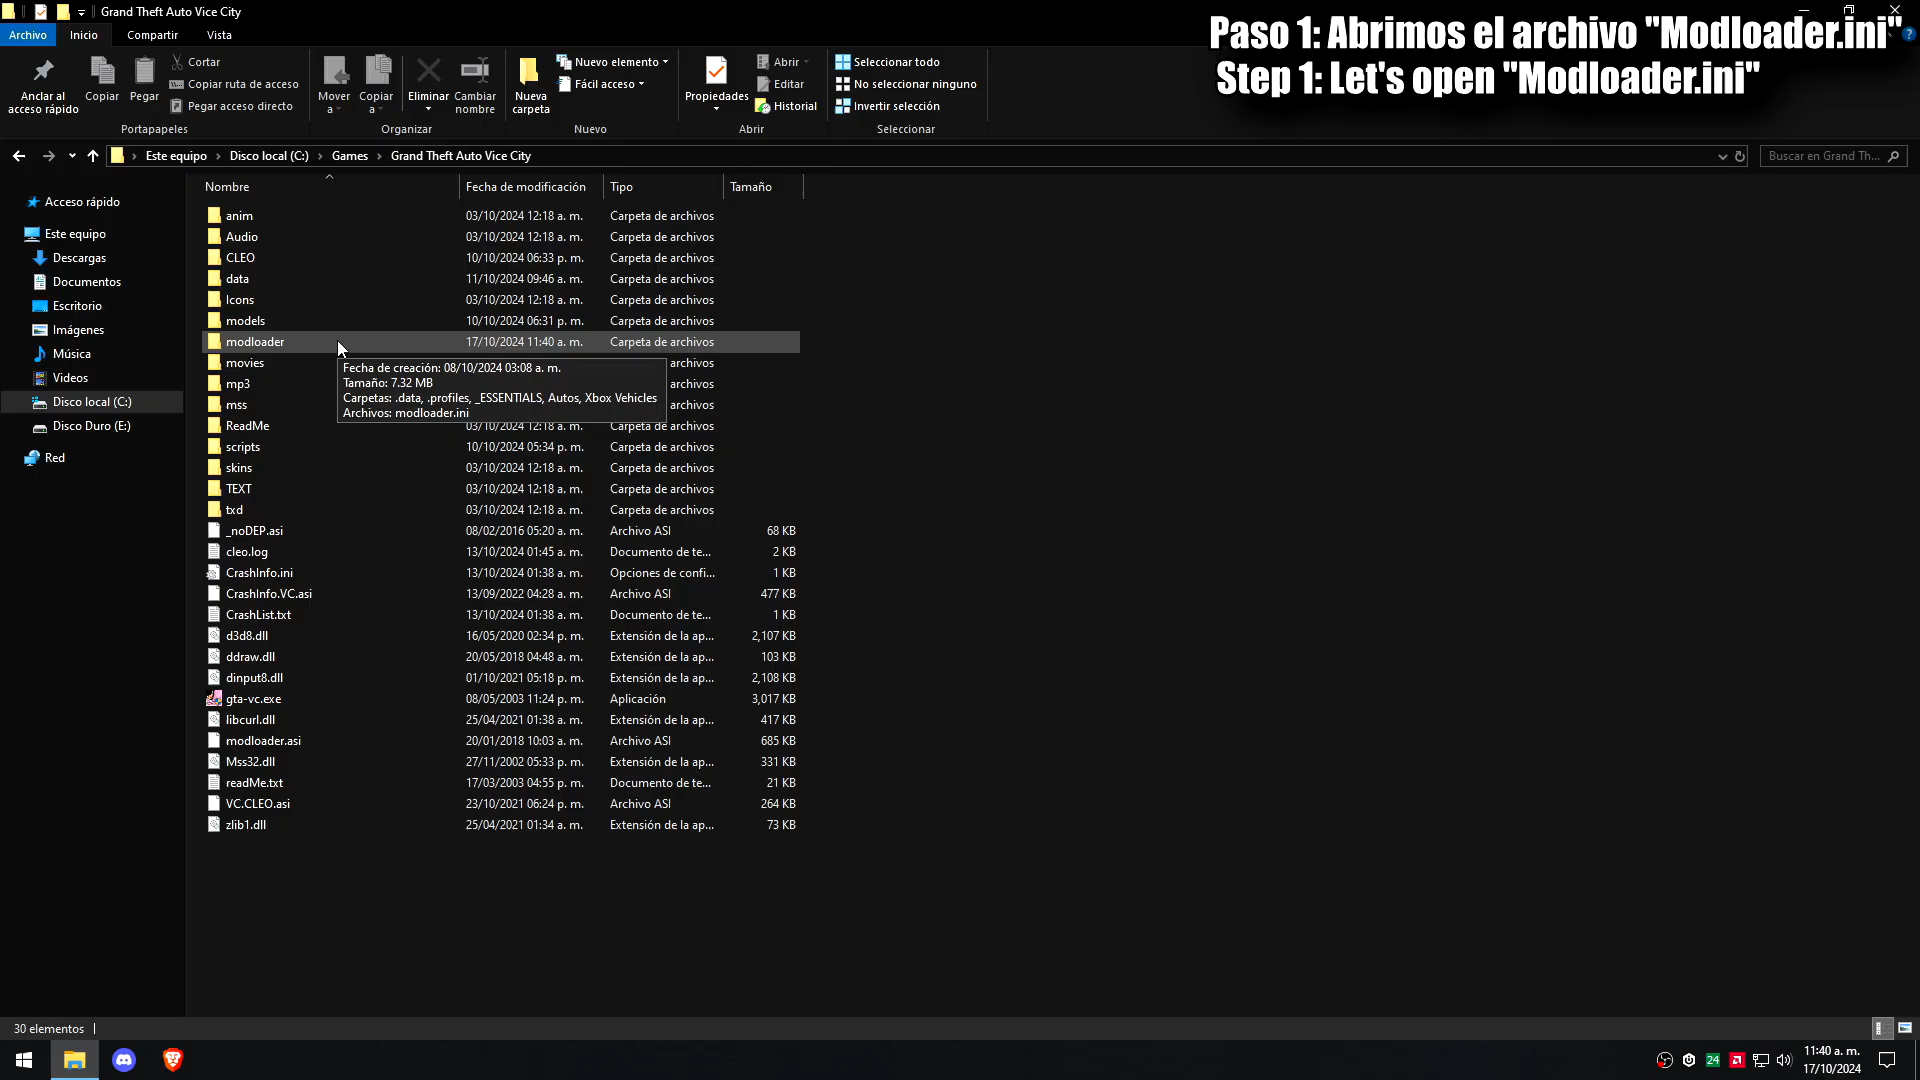 Grand Theft Auto Vice City
Paso 1: Abrimos el archivo "Modloader.ini"
Step 1: Let's open "Modloader.ini"
Archivo Inicio Compartir Vista
Anclar al acceso rápido
Copiar
Pegar
Cortar
Copiar ruta de acceso
Pegar acceso directo
Portapapeles
Mover a
Copiar a
Eliminar
Cambiar nombre
Organizar
Nueva carpeta
Nuevo elemento
Fácil acceso
Nuevo
Propiedades
Abrir
Editar
Historial
Abrir
Seleccionar todo
No seleccionar ninguno
Invertir selección
Seleccionar
Este equipo > Disco local (C:) > Games > Grand Theft Auto Vice City
Buscar en Grand Th...
Acceso rápido
Este equipo
Descargas
Documentos
Escritorio
Imágenes
Música
Videos
Disco local (C:)
Disco Duro (E:)
Red
Nombre Fecha de modificación Tipo Tamaño
anim 03/10/2024 12:18 a. m. Carpeta de archivos
Audio 03/10/2024 12:18 a. m. Carpeta de archivos
CLEO 10/10/2024 06:33 p. m. Carpeta de archivos
data 11/10/2024 09:46 a. m. Carpeta de archivos
Icons 03/10/2024 12:18 a. m. Carpeta de archivos
models 10/10/2024 06:31 p. m. Carpeta de archivos
modloader 17/10/2024 11:40 a. m. Carpeta de archivos
movies archivos
mp3 archivos
mss archivos
Fecha de creación: 08/10/2024 03:08 a. m.
Tamaño: 7.32 MB
Carpetas: .data, .profiles, _ESSENTIALS, Autos, Xbox Vehicles
Archivos: modloader.ini
ReadMe 03/10/2024 12:18 a. m. Carpeta de archivos
scripts 10/10/2024 05:34 p. m. Carpeta de archivos
skins 03/10/2024 12:18 a. m. Carpeta de archivos
TEXT 03/10/2024 12:18 a. m. Carpeta de archivos
txd 03/10/2024 12:18 a. m. Carpeta de archivos
_noDEP.asi 08/02/2016 05:20 a. m. Archivo ASI 68 KB
cleo.log 13/10/2024 01:45 a. m. Documento de te... 2 KB
CrashInfo.ini 13/10/2024 01:38 a. m. Opciones de confi... 1 KB
CrashInfo.VC.asi 13/09/2022 04:28 a. m. Archivo ASI 477 KB
CrashList.txt 13/10/2024 01:38 a. m. Documento de te... 1 KB
d3d8.dll 16/05/2020 02:34 p. m. Extensión de la ap... 2,107 KB
ddraw.dll 20/05/2018 04:48 a. m. Extensión de la ap... 103 KB
dinput8.dll 01/10/2021 05:18 p. m. Extensión de la ap... 2,108 KB
gta-vc.exe 08/05/2003 11:24 p. m. Aplicación 3,017 KB
libcurl.dll 25/04/2021 01:38 a. m. Extensión de la ap... 417 KB
modloader.asi 20/01/2018 10:03 a. m. Archivo ASI 685 KB
Mss32.dll 27/11/2002 05:33 p. m. Extensión de la ap... 331 KB
readMe.txt 17/03/2003 04:55 p. m. Documento de te... 21 KB
VC.CLEO.asi 23/10/2021 06:24 p. m. Archivo ASI 264 KB
zlib1.dll 25/04/2021 01:34 a. m. Extensión de la ap... 73 KB
30 elementos
24
11:40 a. m.
17/10/2024